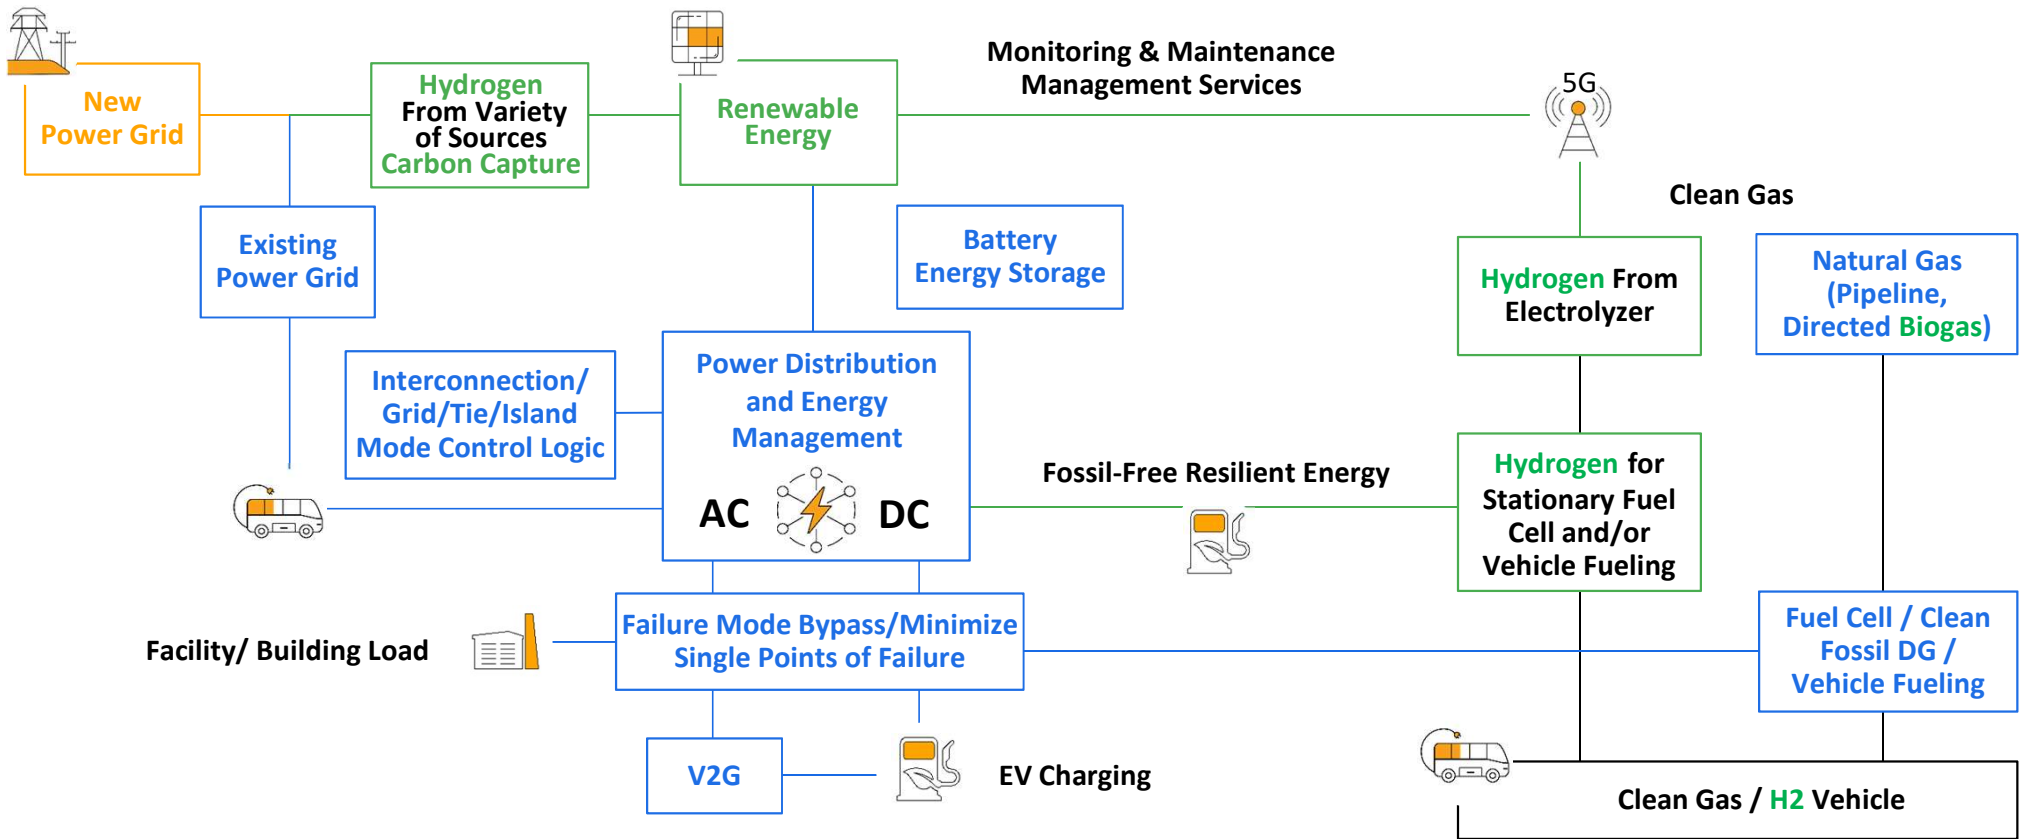 New
Power Grid
Hydrogen
From Variety
of Sources
Carbon Capture
Renewable
Energy
Monitoring & Maintenance
Management Services
5G
Clean Gas
Existing
Power Grid
Battery
Energy Storage
Hydrogen From
Electrolyzer
Natural Gas
(Pipeline,
Directed Biogas)
Interconnection/
Grid/Tie/Island
Mode Control Logic
Power Distribution
and Energy
Management
AC DC
Fossil-Free Resilient Energy
Hydrogen for
Stationary Fuel
Cell and/or
Vehicle Fueling
Facility/ Building Load
Failure Mode Bypass/Minimize
Single Points of Failure
Fuel Cell / Clean
Fossil DG /
Vehicle Fueling
V2G
EV Charging
Clean Gas / H2 Vehicle